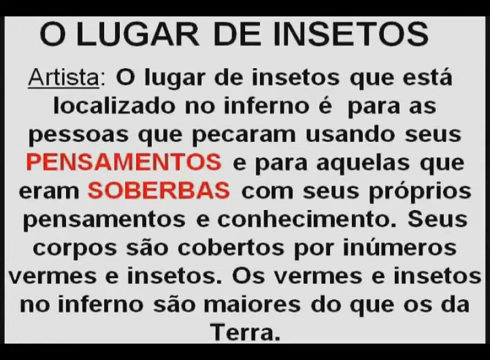 O LUGAR DE INSETOS
Artista: O lugar de insetos que está
localizado no inferno é para as
pessoas que pecaram usando seus
PENSAMENTOS e para aquelas que
eram SOBERBAS com seus próprios
pensamentos e conhecimento. Seus
corpos são cobertos por inúmeros
vermes e insetos. Os vermes e insetos
no inferno são maiores do que os da
Terra.